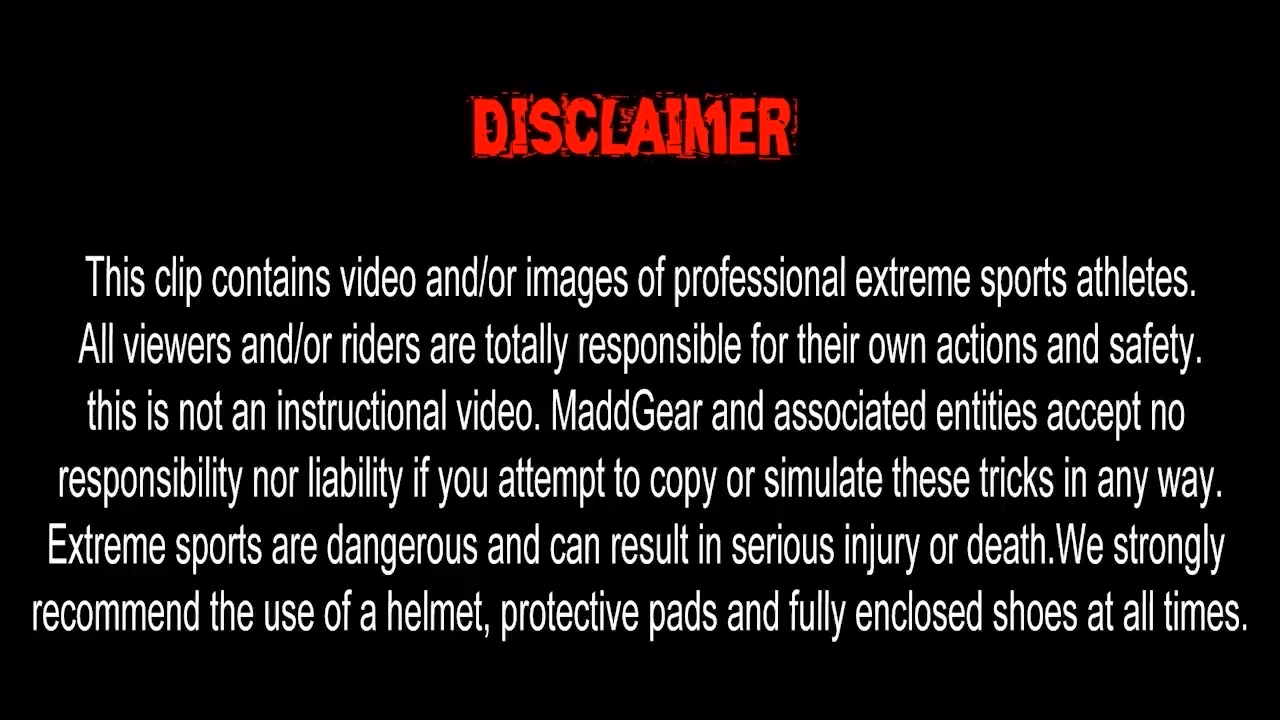 DISCLAIMER
This clip contains video and/or images of professional extreme sports athletes.
All viewers and/or riders are totally responsible for their own actions and safety.
this is not an instructional video. MaddGear and associated entities accept no
responsibility nor liability if you attempt to copy or simulate these tricks in any way.
Extreme sports are dangerous and can result in serious injury or death.We strongly
recommend the use of a helmet, protective pads and fully enclosed shoes at all times.